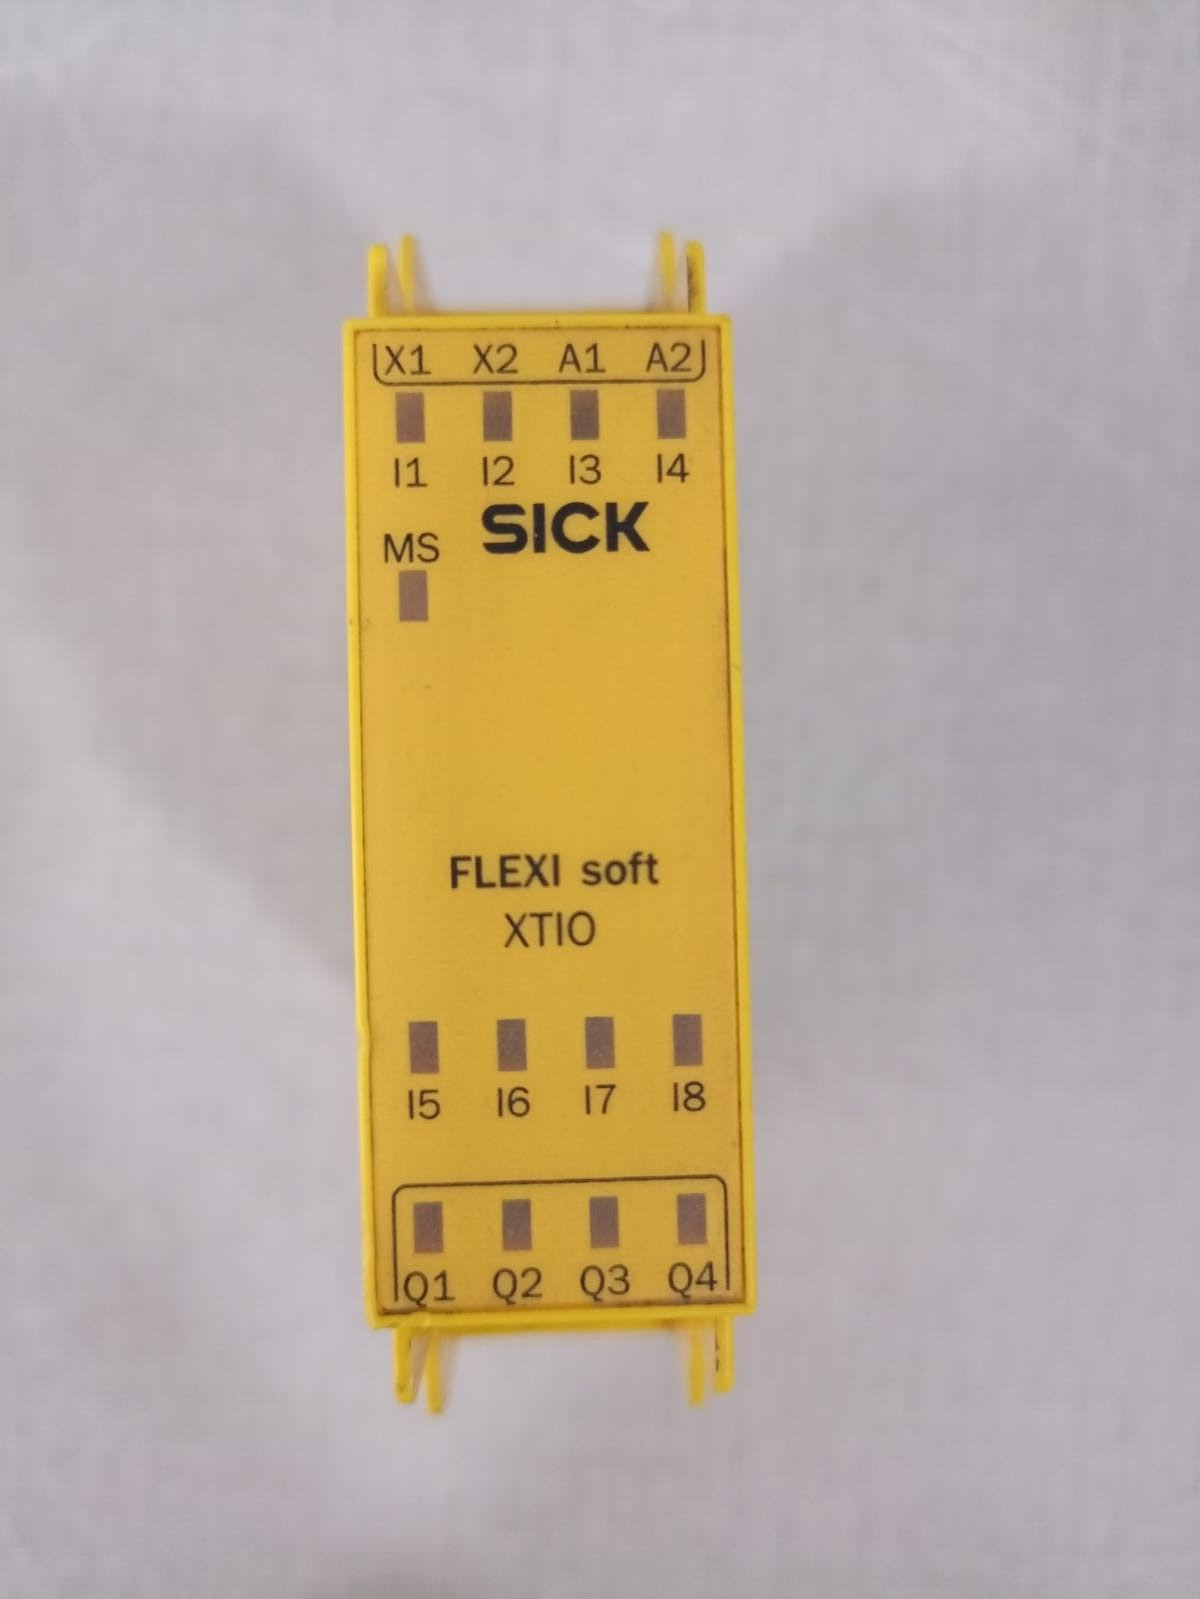 X1 X2 A1 A2
I1 I2 I3 I4
SICK
MS
FLEXI soft
XTIO
I5 I6 I7 I8
Q1 Q2 Q3 Q4